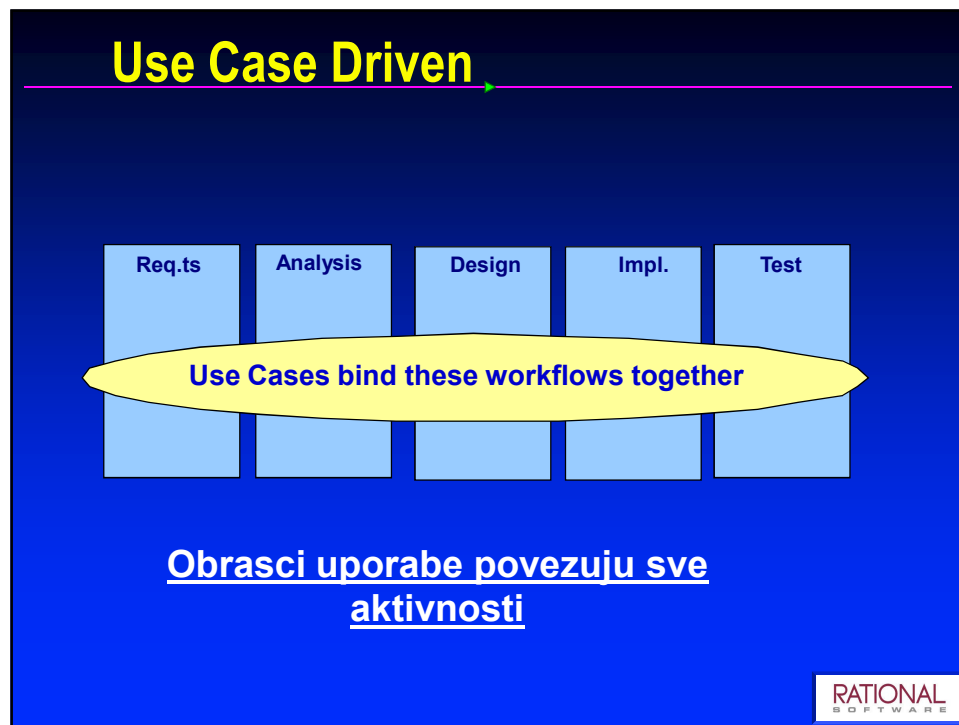 Use Case Driven
Req.ts
Analysis
Design
Impl.
Test
Use Cases bind these workflows together
Obrasci uporabe povezuju sve
aktivnosti
RATIONAL
SOFTWARE